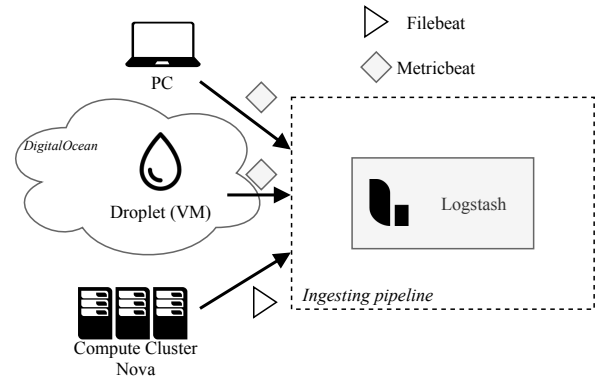 Filebeat
Metricbeat
PC
DigitalOcean
Droplet (VM)
Logstash
Ingesting pipeline
Compute Cluster
Nova